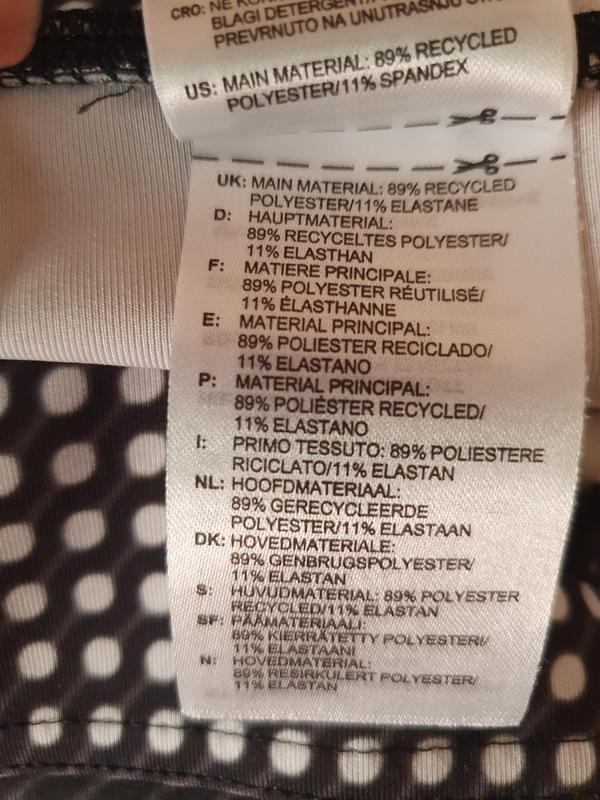 CRO: NE
BLAGI DETERGENT
PREVRNUTO NA UNUTRAŠNJU
US: MAIN MATERIAL: 89% RECYCLED
POLYESTER/11% SPANDEX
UK: MAIN MATERIAL: 89% RECYCLED
POLYESTER/11% ELASTANE
D: HAUPTMATERIAL:
89% RECYCELTES POLYESTER/
11% ELASTHAN
F: MATIERE PRINCIPALE:
89% POLYESTER RÉUTILISÉ/
11% ÉLASTHANNE
E: MATERIAL PRINCIPAL:
89% POLIESTER RECICLADO/
11% ELASTANO
P: MATERIAL PRINCIPAL:
89% POLIÉSTER RECYCLED/
11% ELASTANO
I: PRIMO TESSUTO: 89% POLIESTERE
RICICLATO/11% ELASTAN
NL: HOOFDMATERIAAL:
89% GERECYCLEERDE
POLYESTER/11% ELASTAAN
DK: HOVEDMATERIALE:
89% GENBRUGSPOLYESTER/
11% ELASTAN
S: HUVUDMATERIAL: 89% POLYESTER
RECYCLED/11% ELASTAN
SF: PÄÄMATERIAALI:
89% KIERRÄTETTY POLYESTERI/
11% ELASTAANI
N: HOVEDMATERIAL:
89% RESIRKULERT POLYESTER/
11% ELASTAN